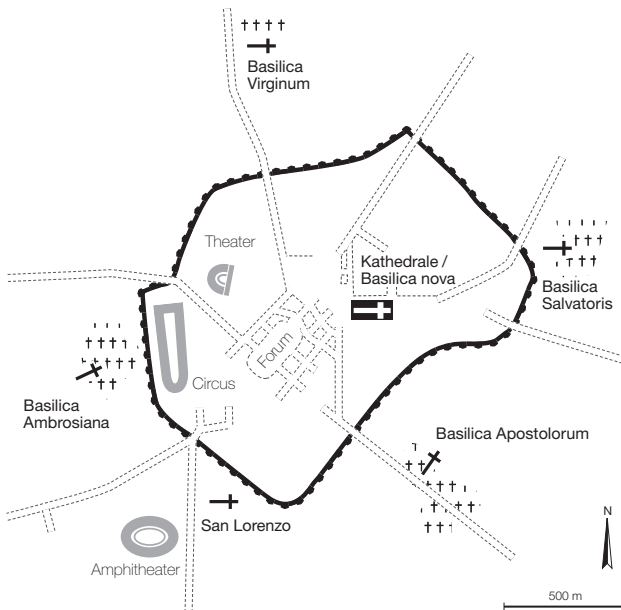 Basilica
Virginum
Theater
Kathedrale /
Basilica nova
Basilica
Salvatoris
Forum
Circus
Basilica
Ambrosiana
Basilica Apostolorum
San Lorenzo
N
Amphitheater
500 m